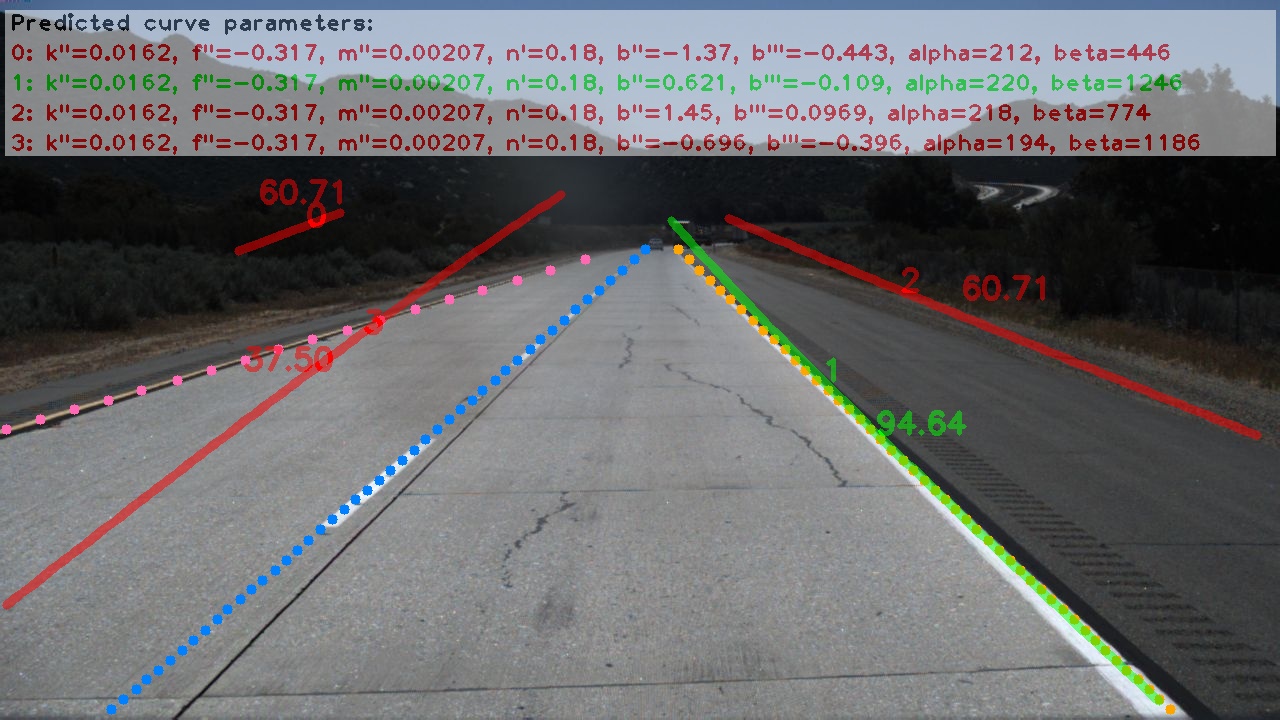 Predicted curve parameters:
0: k''=0.0162, f''=-0.317, m''=0.00207, n'=0.18, b''=-1.37, b'''=-0.443, alpha=212, beta=446
1: k''=0.0162, f''=-0.317, m''=0.00207, n'=0.18, b''=0.621, b'''=-0.109, alpha=220, beta=1246
2: k''=0.0162, f''=-0.317, m''=0.00207, n'=0.18, b''=1.45, b'''=0.0969, alpha=218, beta=774
3: k''=0.0162, f''=-0.317, m''=0.00207, n'=0.18, b''=-0.696, b'''=-0.396, alpha=194, beta=1186
60.71
0
2
60.71
3
37.50
1
94.64